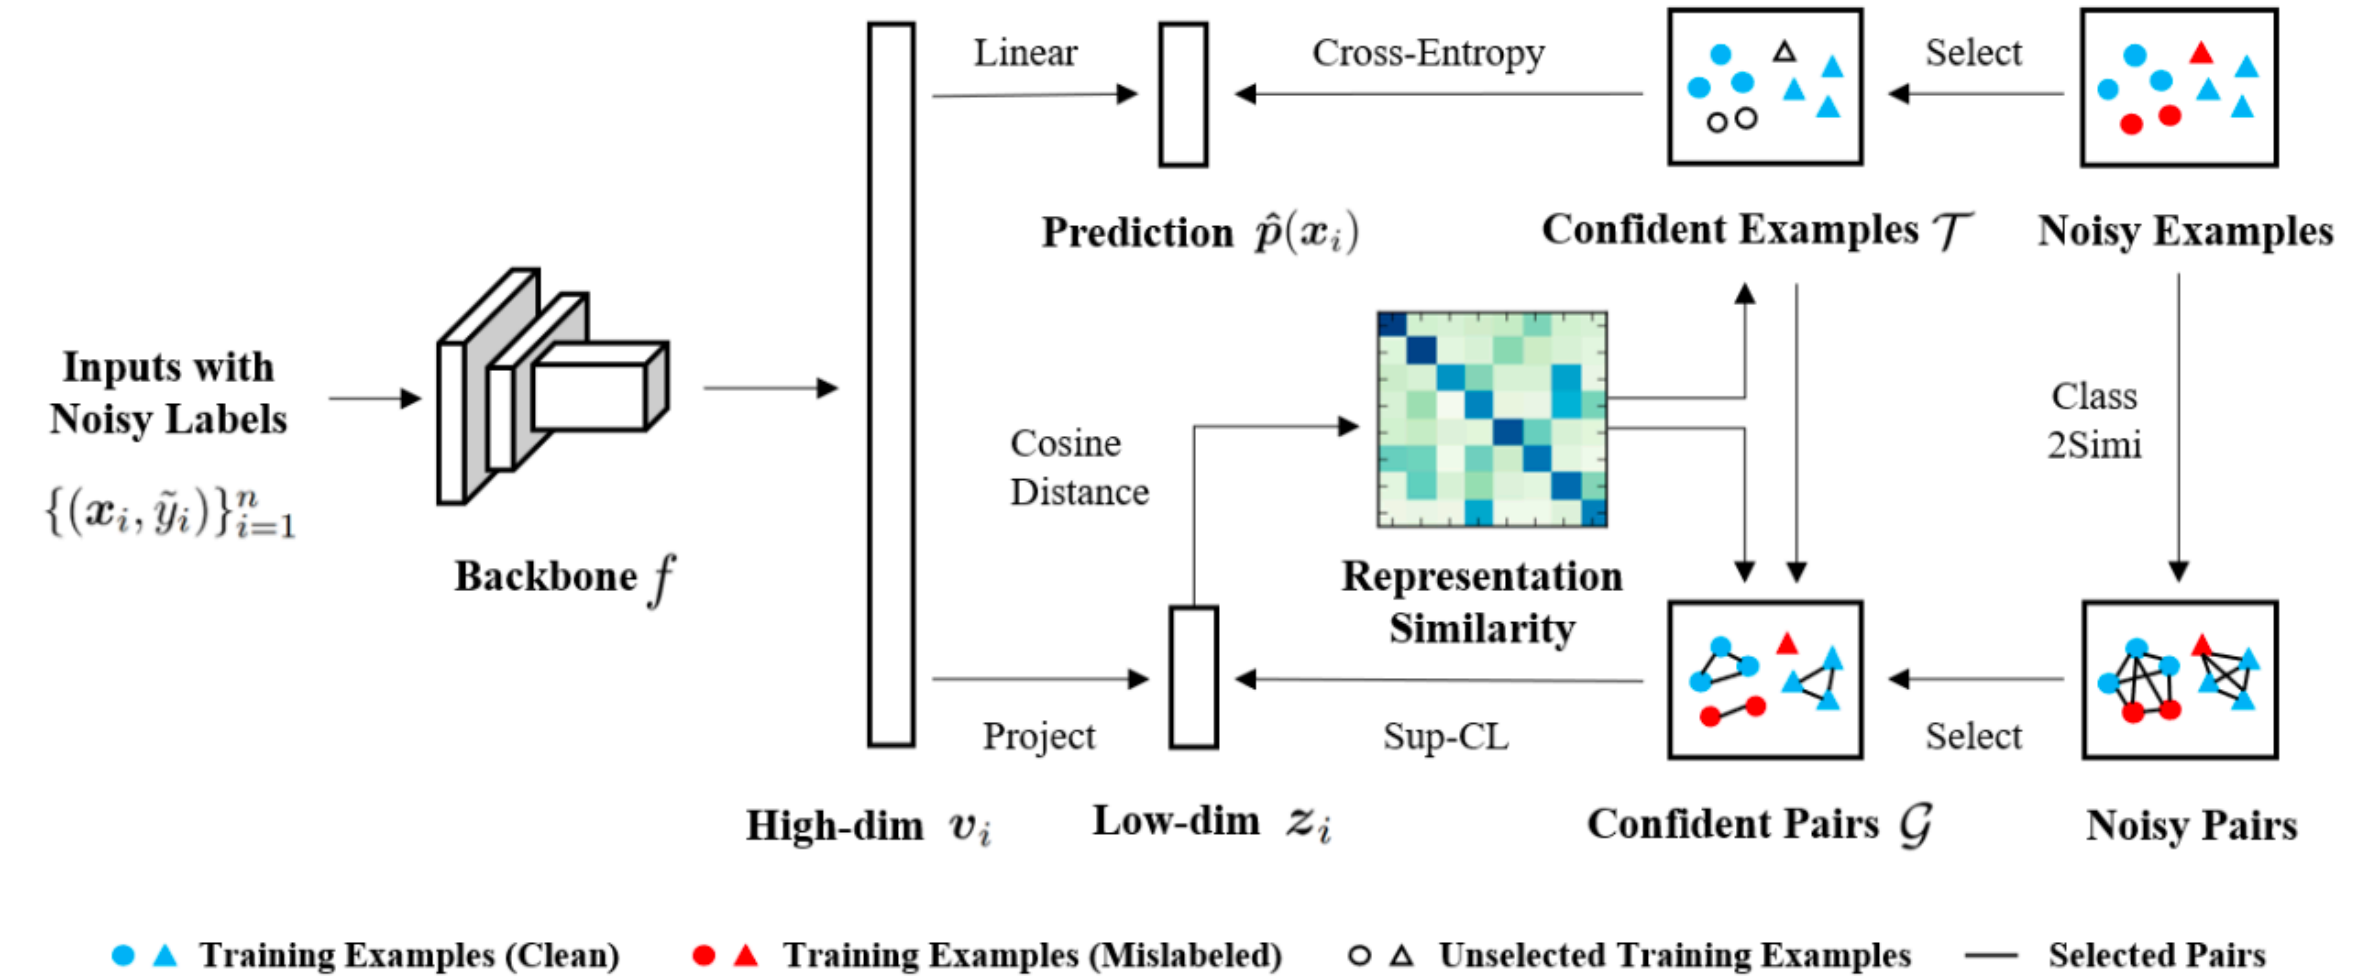 Linear
Cross-Entropy
Select
Prediction p̂(xᵢ)
Confident Examples 𝒯
Noisy Examples
Inputs with
Noisy Labels
{(xᵢ, ỹᵢ)}ⁿᵢ₌₁
Backbone f
Cosine
Distance
Representation
Similarity
Class
2Simi
Project
Sup-CL
Select
High-dim vᵢ
Low-dim zᵢ
Confident Pairs 𝒢
Noisy Pairs
Training Examples (Clean)
Training Examples (Mislabeled)
Unselected Training Examples
Selected Pairs